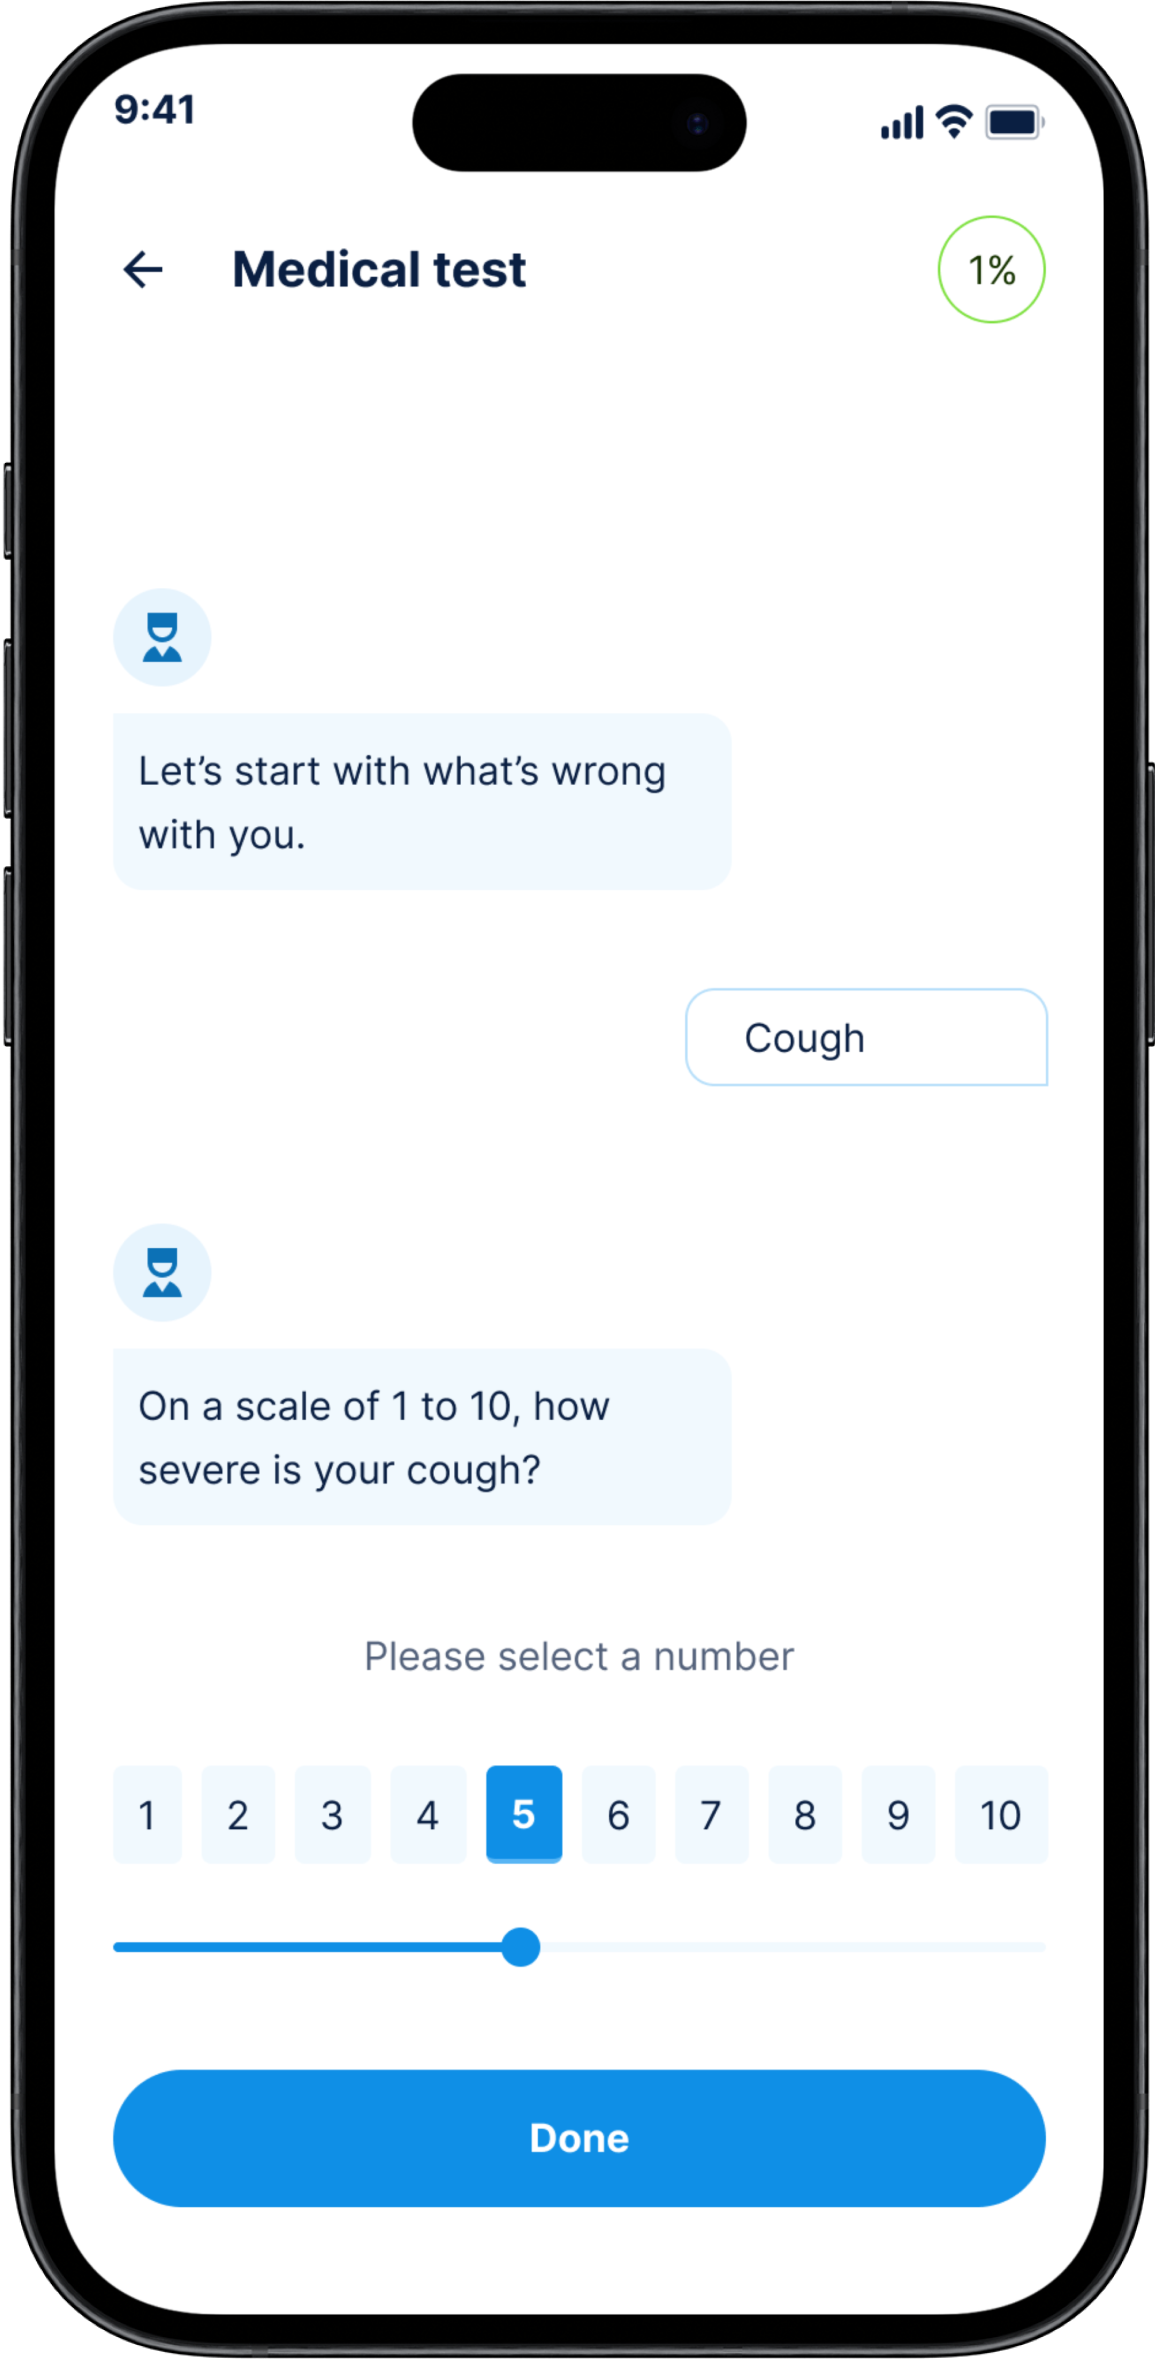 9:41
Medical test
1%
Let’s start with what’s wrong
with you.
Cough
On a scale of 1 to 10, how
severe is your cough?
Please select a number
1 2 3 4 5 6 7 8 9 10
Done